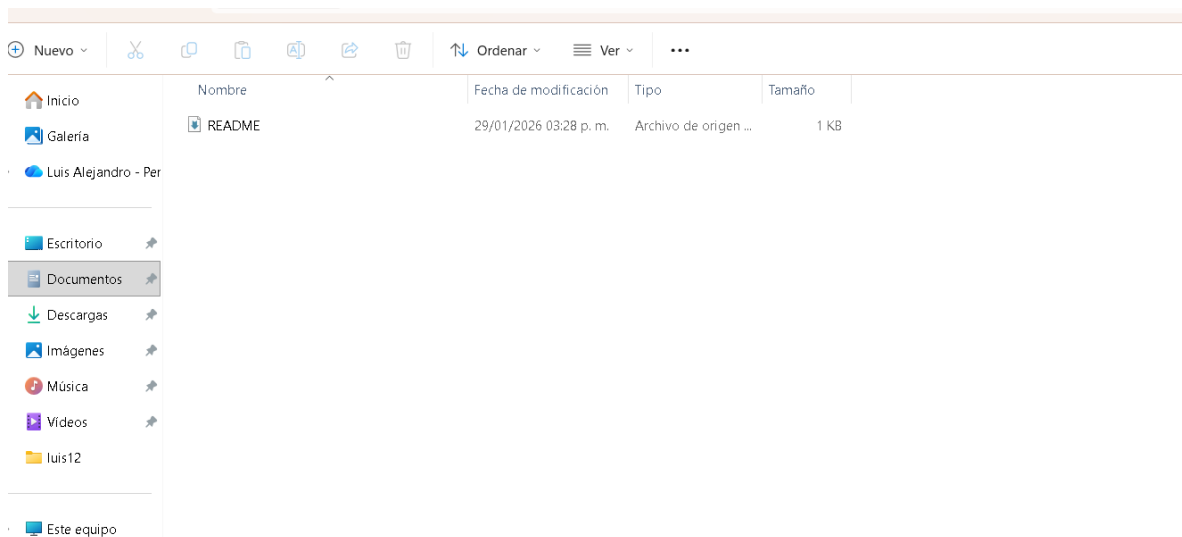 Nuevo Ordenar Ver ...
Nombre Fecha de modificación Tipo Tamaño
README 29/01/2026 03:28 p. m. Archivo de origen ... 1 KB
Inicio
Galería
Luis Alejandro - Per
Escritorio
Documentos
Descargas
Imágenes
Música
Vídeos
luis12
Este equipo